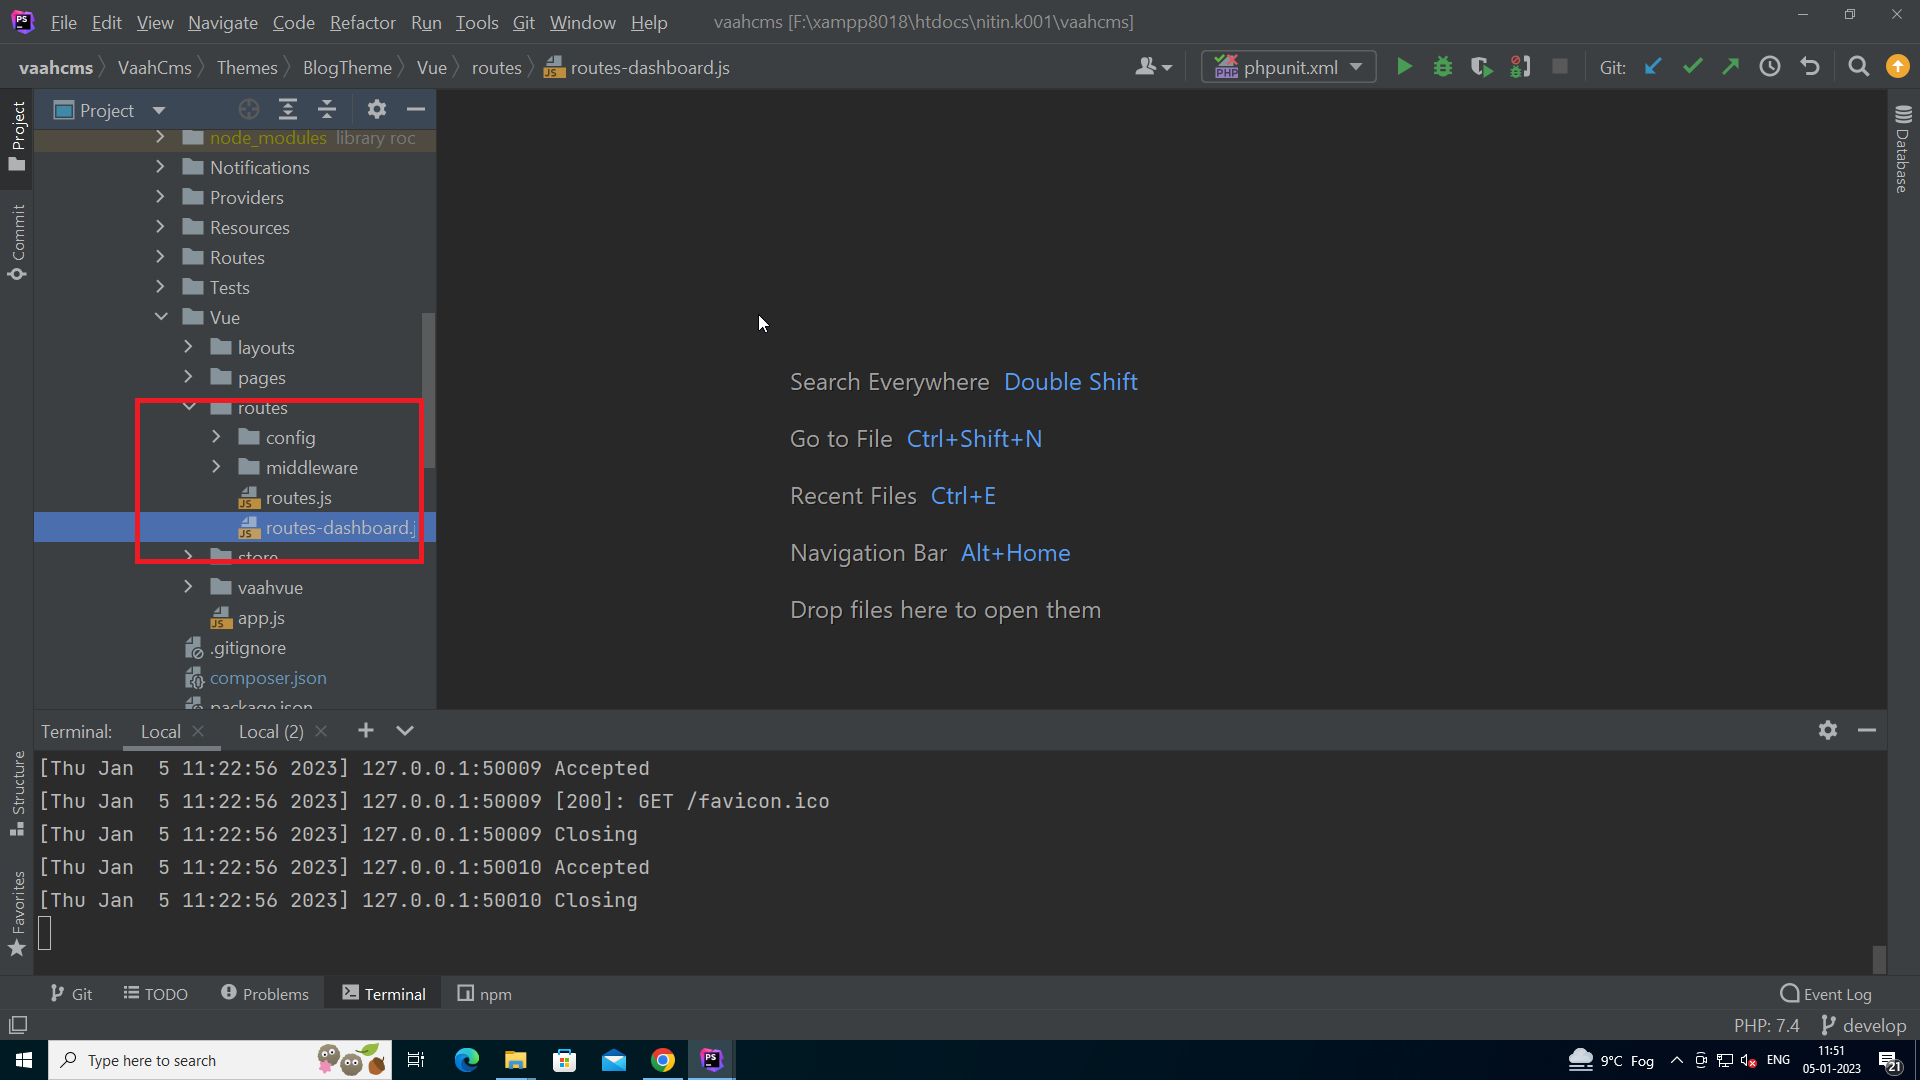 PS File Edit View Navigate Code Refactor Run Tools Git Window Help vaahcms [F:\xampp8018\htdocs\nitin.k001\vaahcms]
vaahcms VaahCms Themes BlogTheme Vue routes JS routes-dashboard.js PHP phpunit.xml Git:
Project
Project
Commit
Structure
Favorites
Database
node_modules library roc
Notifications
Providers
Resources
Routes
Tests
Vue
layouts
pages
routes
config
middleware
JS routes.js
JS routes-dashboard.j
store
vaahvue
JS app.js
.gitignore
composer.json
package.json
Search Everywhere Double Shift
Go to File Ctrl+Shift+N
Recent Files Ctrl+E
Navigation Bar Alt+Home
Drop files here to open them
Terminal: Local Local (2)
[Thu Jan  5 11:22:56 2023] 127.0.0.1:50009 Accepted
[Thu Jan  5 11:22:56 2023] 127.0.0.1:50009 [200]: GET /favicon.ico
[Thu Jan  5 11:22:56 2023] 127.0.0.1:50009 Closing
[Thu Jan  5 11:22:56 2023] 127.0.0.1:50010 Accepted
[Thu Jan  5 11:22:56 2023] 127.0.0.1:50010 Closing
Git TODO Problems Terminal npm Event Log
PHP: 7.4 develop
Type here to search PS 9°C Fog ENG 11:51
05-01-2023 21